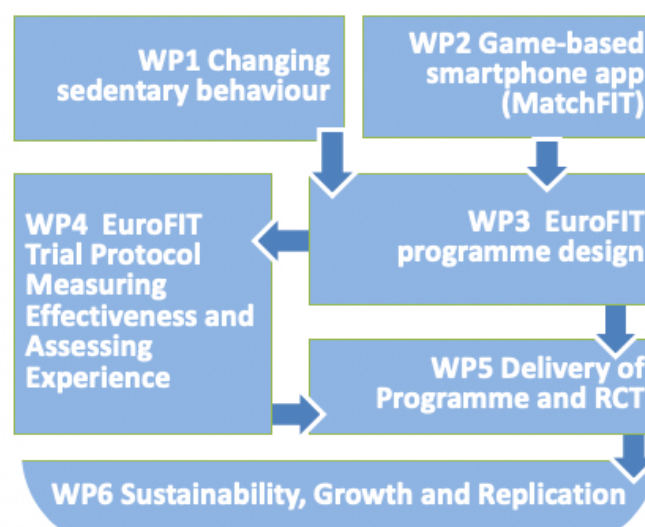 WP1 Changing
sedentary behaviour
WP2 Game-based
smartphone app
(MatchFIT)
WP3 EuroFIT
programme design
WP4 EuroFIT
Trial Protocol
Measuring
Effectiveness and
Assessing
Experience
WP5 Delivery of
Programme and RCT
WP6 Sustainability, Growth and Replication